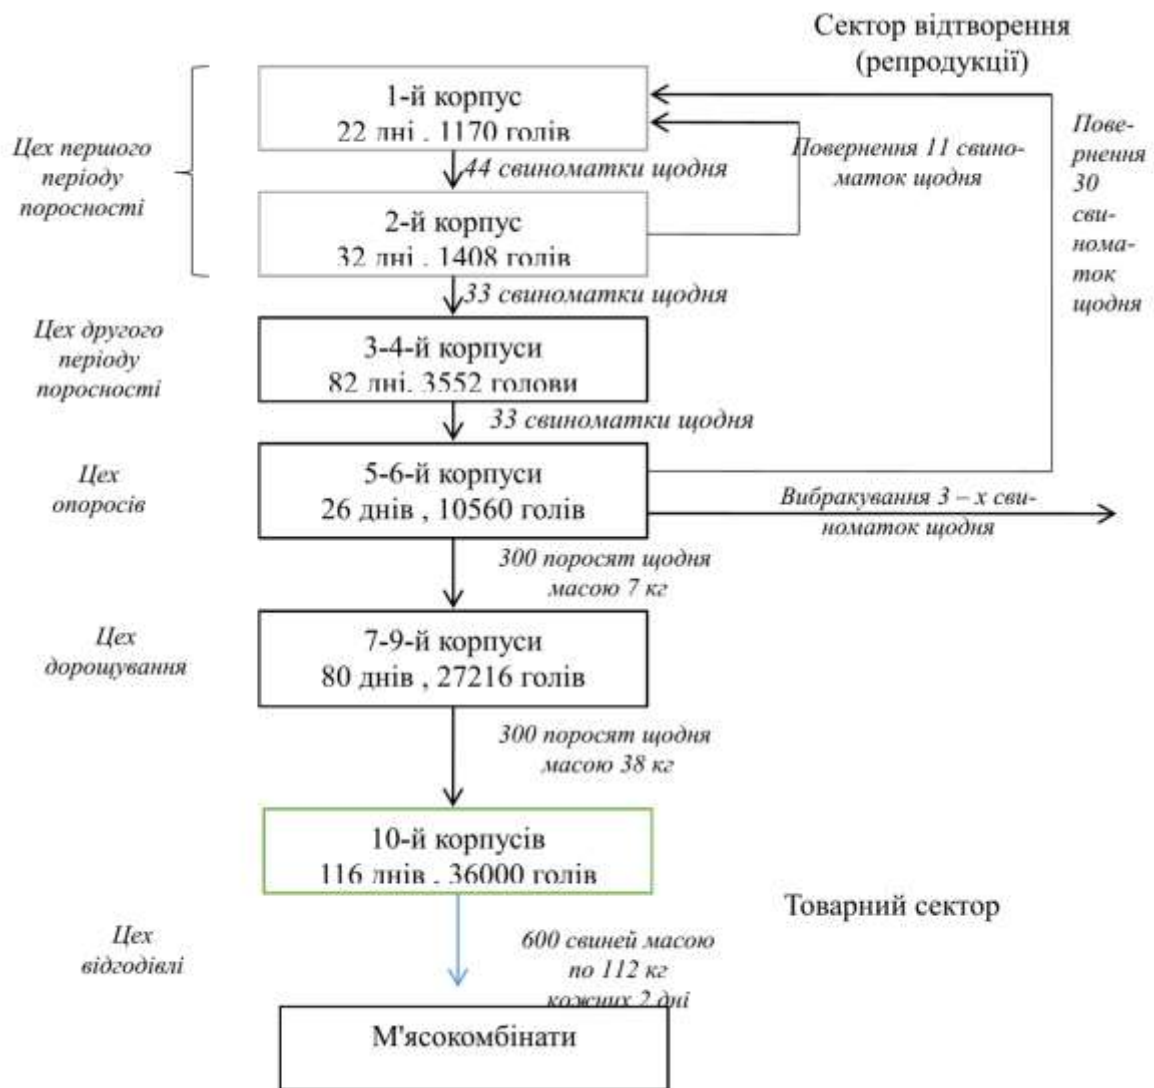 Сектор відтворення
(репродукції)
1-й корпус
22 дні , 1170 голів
Цех першого
періоду
поросності
44 свиноматки щодня
Повернення 11 свино-
маток щодня
Пове-
рнення
30
сви-
нома-
ток
щодня
2-й корпус
32 дні , 1408 голів
33 свиноматки щодня
Цех другого
періоду
поросності
3-4-й корпуси
82 дні, 3552 голови
33 свиноматки щодня
Цех
опоросів
5-6-й корпуси
26 днів , 10560 голів
Вибракування 3 – х сви-
номаток щодня
300 поросят щодня
масою 7 кг
Цех
дорощування
7-9-й корпуси
80 днів , 27216 голів
300 поросят щодня
масою 38 кг
10-й корпусів
116 днів , 36000 голів
Товарний сектор
Цех
відгодівлі
600 свиней масою
по 112 кг
кожних 2 дні
М'ясокомбінати